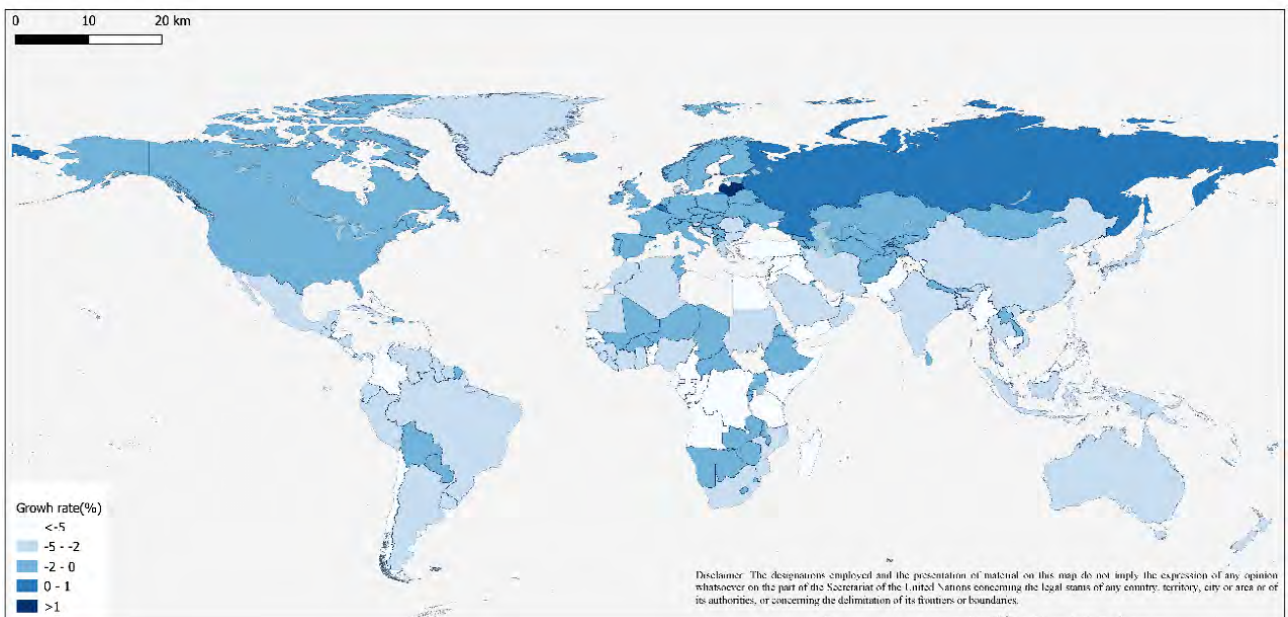 0 10 20 km
Growh rate(%)
<-5
-5 - -2
-2 - 0
0 - 1
>1
Disclaimer: The designations employed and the presentation of material on this map do not imply the expression of any opinion
whatsoever on the part of the Secretariat of the United Nations concerning the legal status of any country, territory, city or area or of
its authorities, or concerning the delimitation of its frontiers or boundaries.